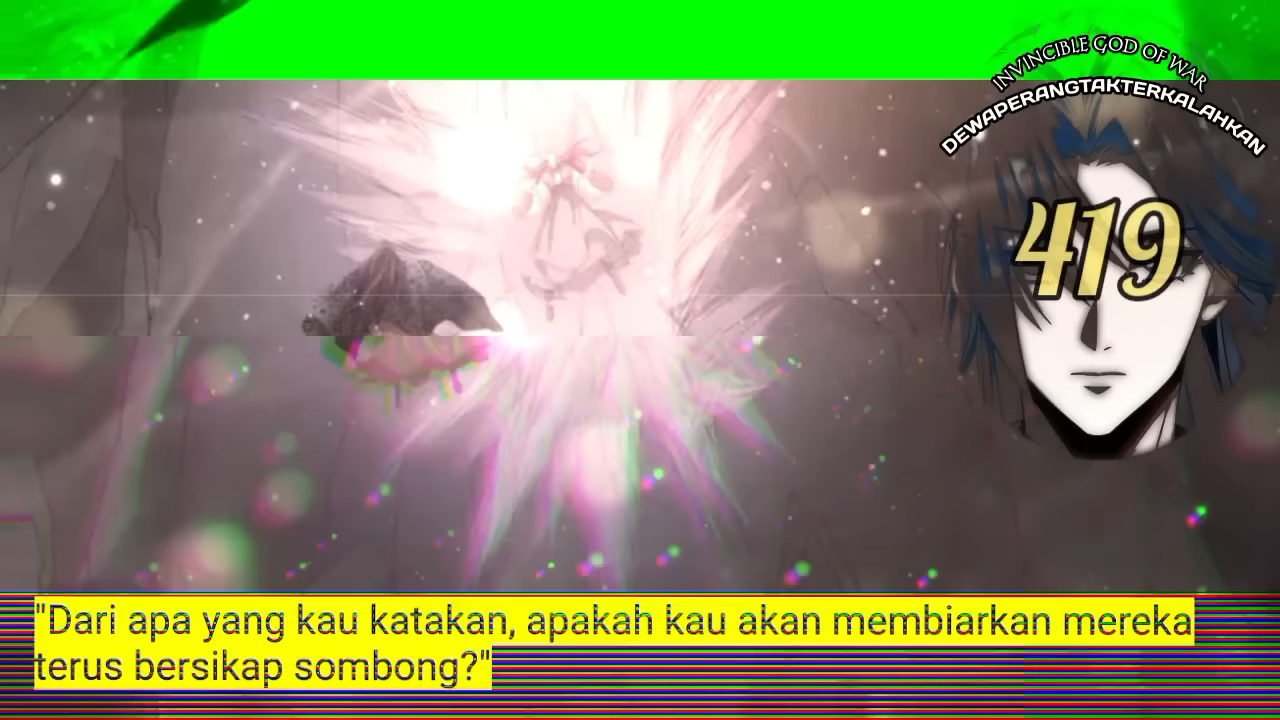 INVINCIBLE GOD OF WAR
DEWAPERANGTAKTERKALAHKAN
419
"Dari apa yang kau katakan, apakah kau akan membiarkan mereka
terus bersikap sombong?"